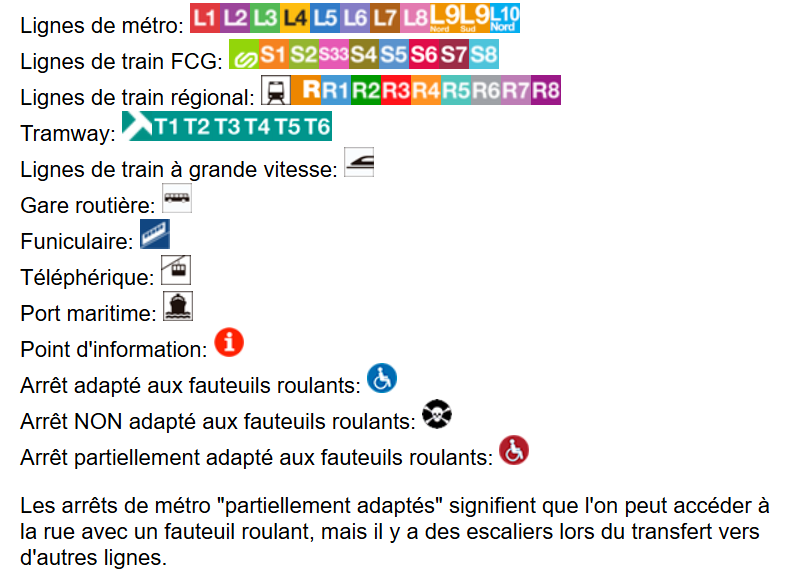 Lignes de métro: L1 L2 L3 L4 L5 L6 L7 L8 L9 Nord L9 Sud L10 Nord
Lignes de train FCG: S1 S2 S33 S4 S5 S6 S7 S8
Lignes de train régional: R R1 R2 R3 R4 R5 R6 R7 R8
Tramway: T1 T2 T3 T4 T5 T6
Lignes de train à grande vitesse:
Gare routière:
Funiculaire:
Téléphérique:
Port maritime:
Point d'information: i
Arrêt adapté aux fauteuils roulants:
Arrêt NON adapté aux fauteuils roulants:
Arrêt partiellement adapté aux fauteuils roulants:
Les arrêts de métro "partiellement adaptés" signifient que l'on peut accéder à
la rue avec un fauteuil roulant, mais il y a des escaliers lors du transfert vers
d'autres lignes.